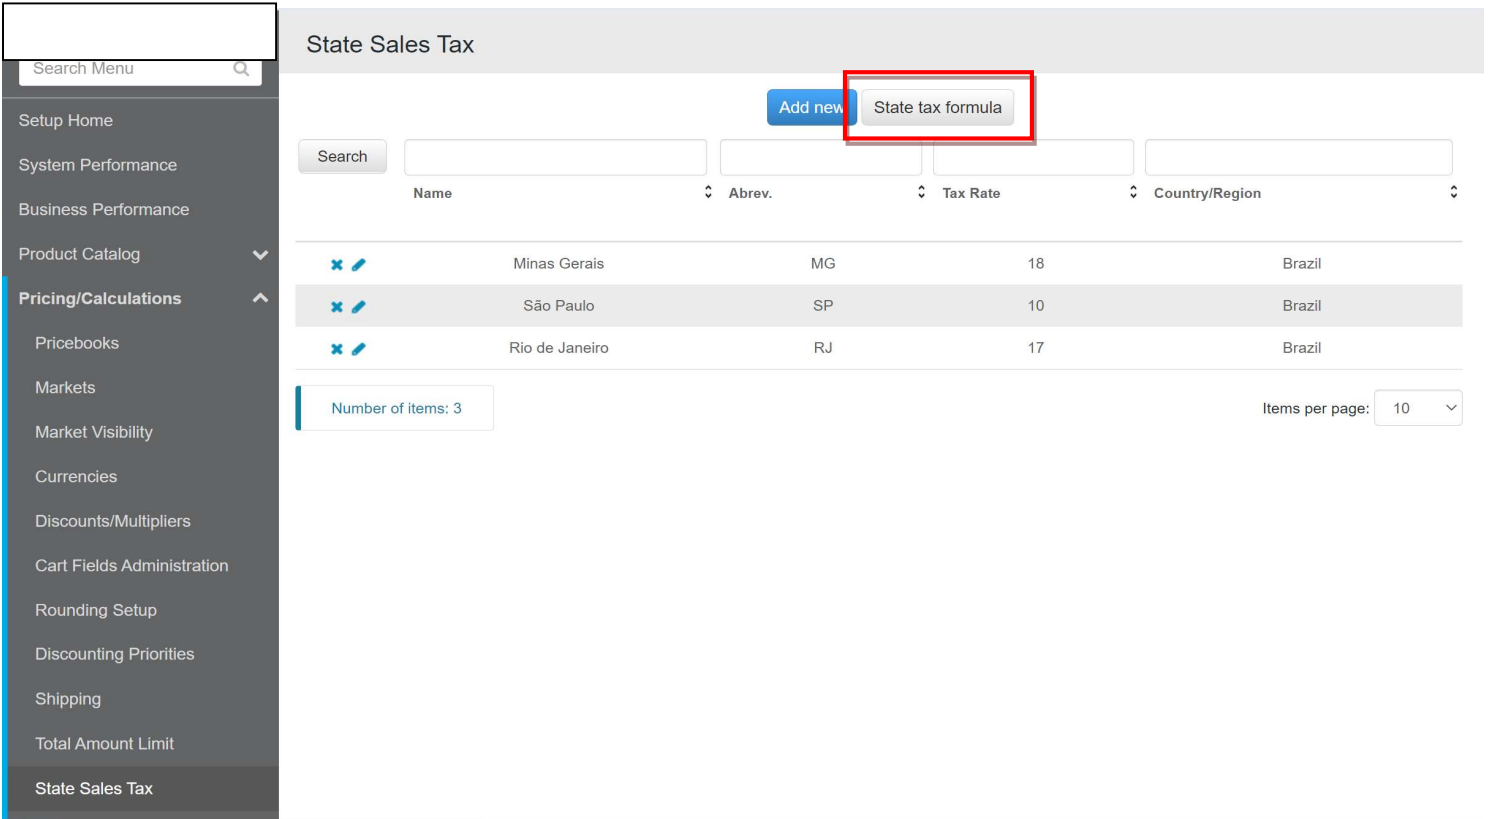 State Sales Tax
Search Menu
Add new State tax formula
Setup Home
System Performance
Business Performance
Product Catalog
Pricing/Calculations
Pricebooks
Markets
Market Visibility
Currencies
Discounts/Multipliers
Cart Fields Administration
Rounding Setup
Discounting Priorities
Shipping
Total Amount Limit
State Sales Tax
Search
Name Abrev. Tax Rate Country/Region
Minas Gerais MG 18 Brazil
São Paulo SP 10 Brazil
Rio de Janeiro RJ 17 Brazil
Number of items: 3
Items per page: 10